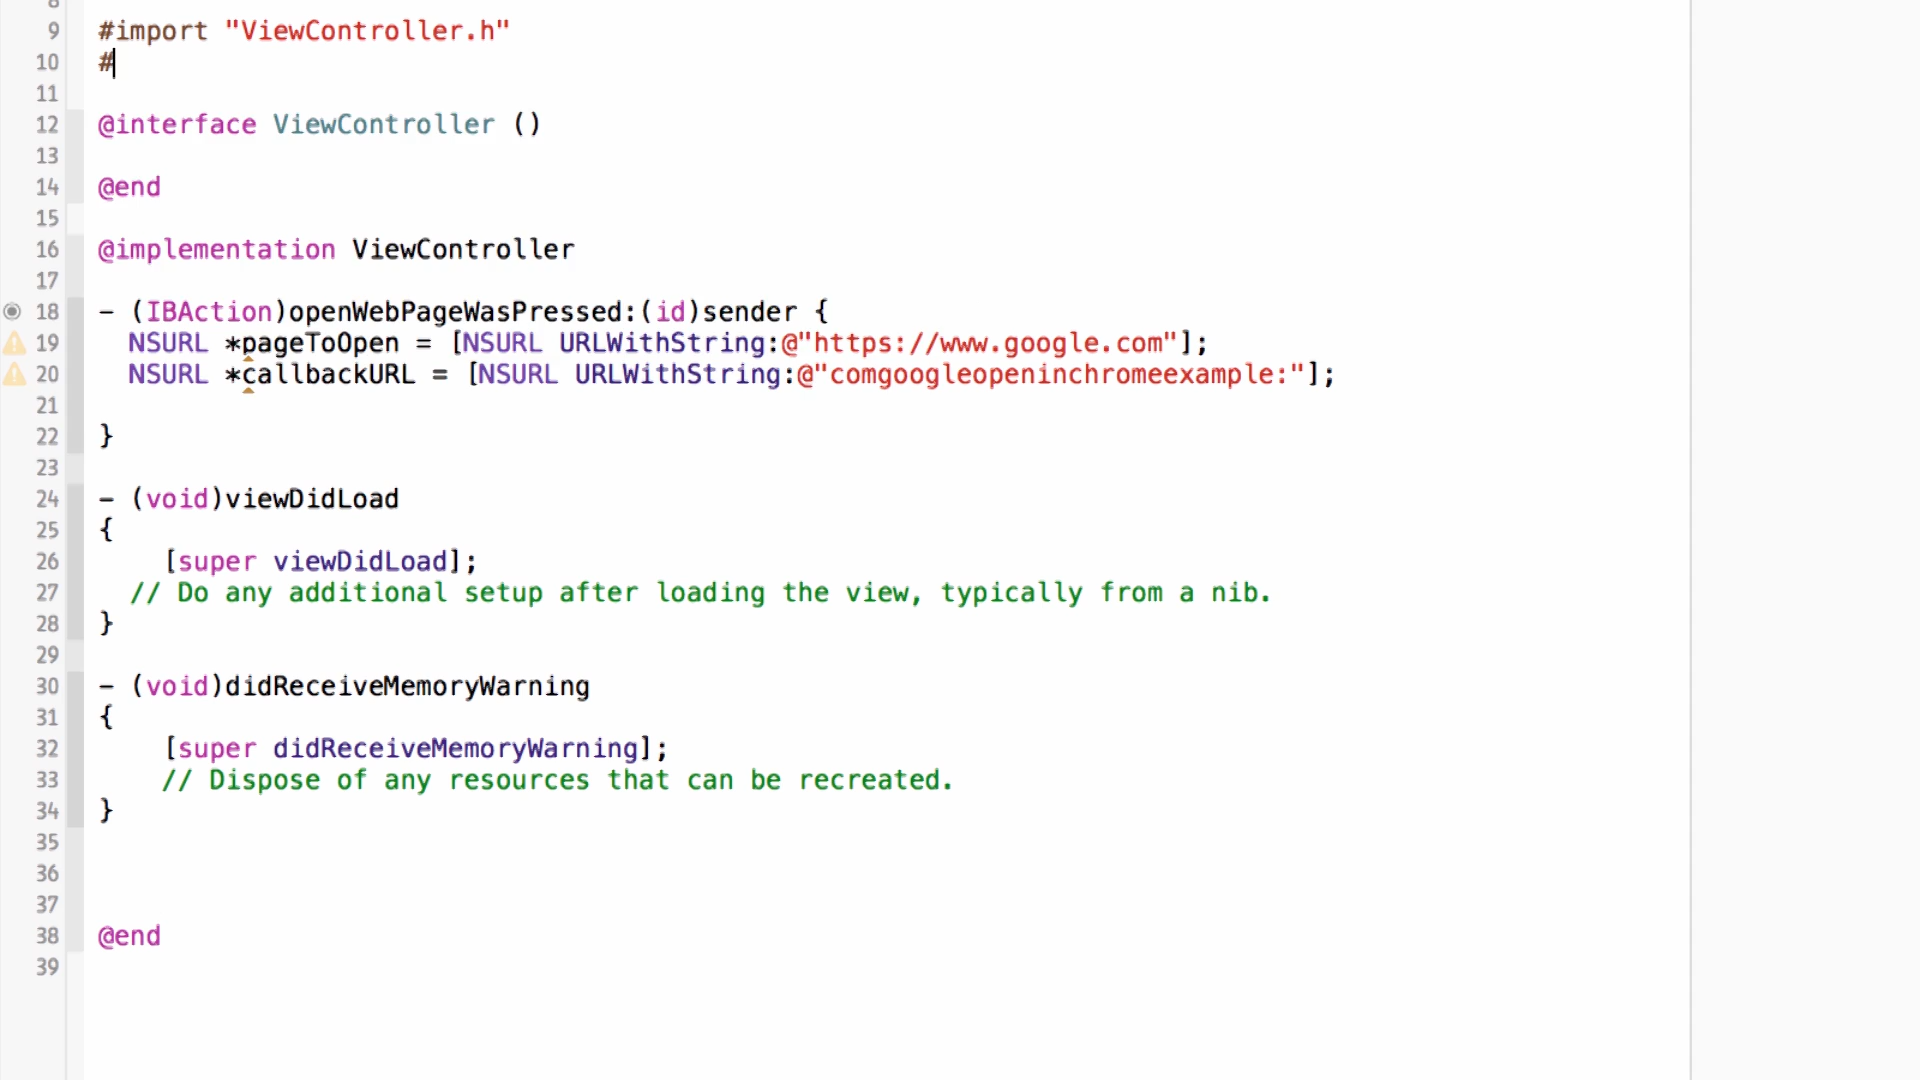 8
9 #import "ViewController.h"
10 #
11
12 @interface ViewController ()
13
14 @end
15
16 @implementation ViewController
17
18 - (IBAction)openWebPageWasPressed:(id)sender {
19 NSURL *pageToOpen = [NSURL URLWithString:@"https://www.google.com"];
20 NSURL *callbackURL = [NSURL URLWithString:@"comgoogleopeninchromeexample:"];
21
22 }
23
24 - (void)viewDidLoad
25 {
26 [super viewDidLoad];
27 // Do any additional setup after loading the view, typically from a nib.
28 }
29
30 - (void)didReceiveMemoryWarning
31 {
32 [super didReceiveMemoryWarning];
33 // Dispose of any resources that can be recreated.
34 }
35
36
37
38 @end
39